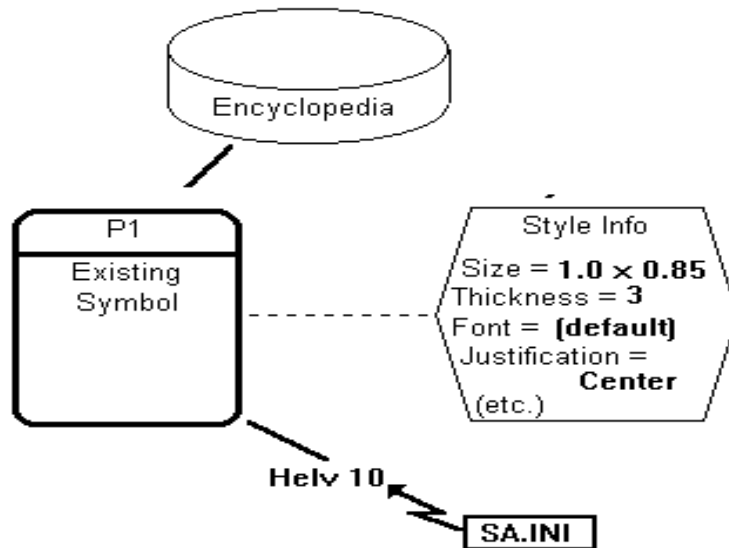 Encyclopedia
P1
Existing
Symbol
Style Info
Size = 1.0 x 0.85
Thickness = 3
Font = (default)
Justification =
Center
(etc.)
Helv 10
SA.INI